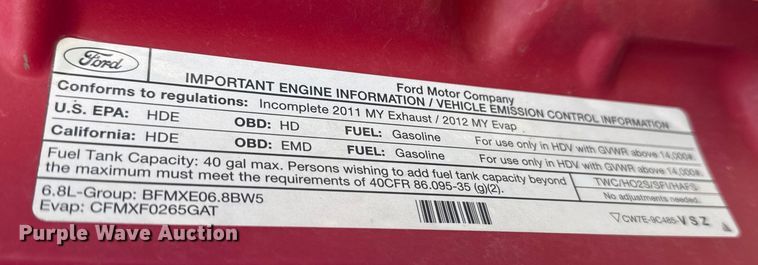 Ford
Ford Motor Company
IMPORTANT ENGINE INFORMATION / VEHICLE EMISSION CONTROL INFORMATION
Conforms to regulations: Incomplete 2011 MY Exhaust / 2012 MY Evap
U.S. EPA: HDE OBD: HD FUEL: Gasoline For use only in HDV with GVWR above 14,000#.
California: HDE OBD: EMD FUEL: Gasoline For use only in HDV with GVWR above 14,000#.
Fuel Tank Capacity: 40 gal max. Persons wishing to add fuel tank capacity beyond
the maximum must meet the requirements of 40CFR 86.095-35 (g)(2).
TWC/HO2S/SFI/HAFS
No adjustments needed.
6.8L-Group: BFMXE06.8BW5
Evap: CFMXF0265GAT
CW7E-9C485-VSZ
Purple Wave Auction